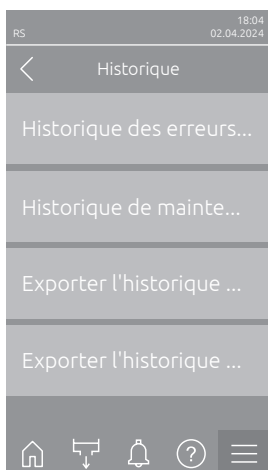 18:04
RS 02.04.2024
Historique
Historique des erreurs...
Historique de mainte...
Exporter l'historique ...
Exporter l'historique ...
?